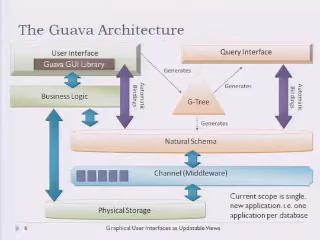 The Guava Architecture
User Interface
Guava GUI Library
Query Interface
Generates
Generates
Automatic
Bindings
Automatic
Bindings
Business Logic
G-Tree
Generates
Natural Schema
Channel (Middleware)
Physical Storage
Current scope is single,
new application. i.e. one
application per database
6
Graphical User Interfaces as Updatable Views